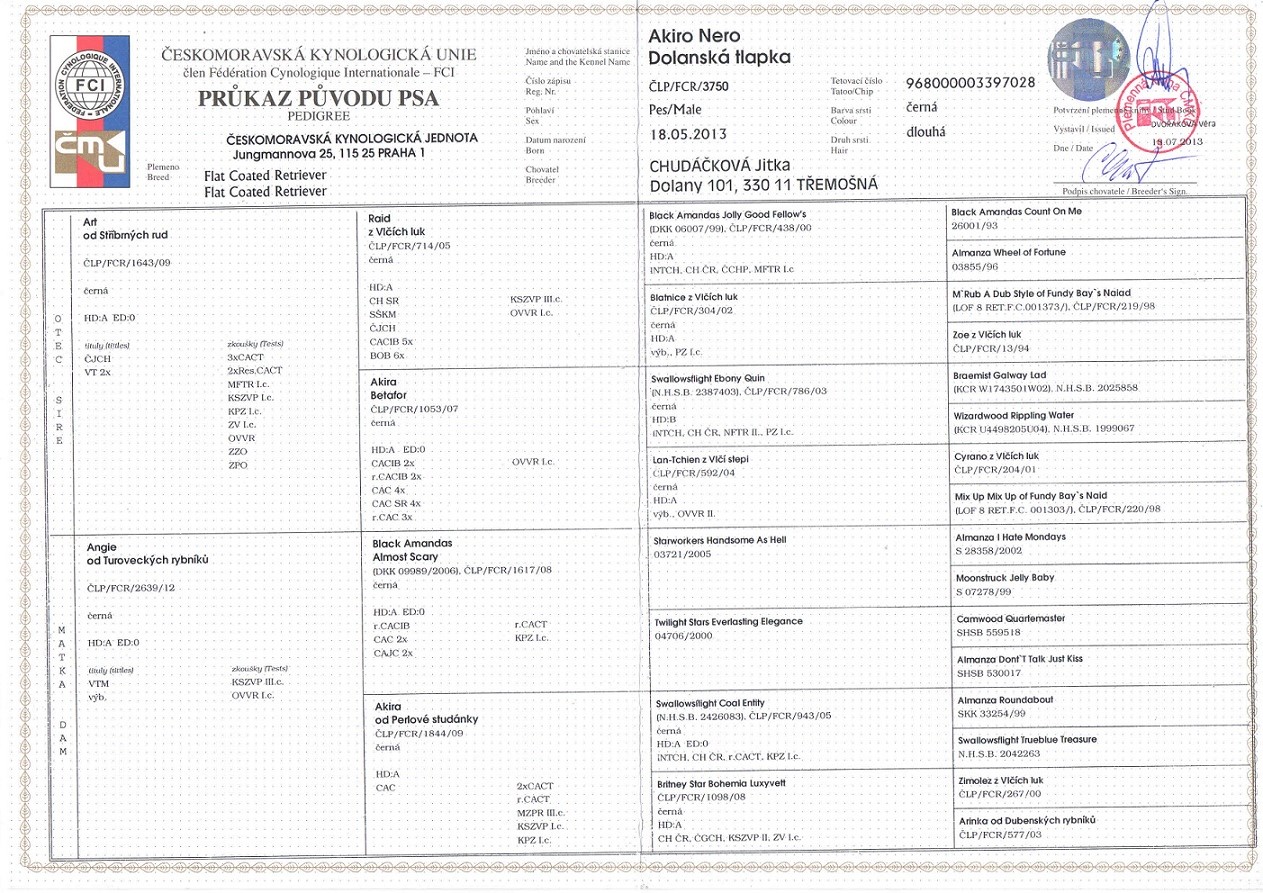 FEDERATION CYNOLOGIQUE INTERNATIONALE
FCI
ČMKU
ČESKOMORAVSKÁ KYNOLOGICKÁ UNIE
člen Fédération Cynologique Internationale – FCI
PRŮKAZ PŮVODU PSA
PEDIGREE
ČESKOMORAVSKÁ KYNOLOGICKÁ JEDNOTA
Jungmannova 25, 115 25 PRAHA 1
Plemeno
Breed
Flat Coated Retriever
Flat Coated Retriever
Jméno a chovatelská stanice
Name and the Kennel Name
Akiro Nero
Dolanská tlapka
Číslo zápisu
Reg. Nr.
ČLP/FCR/3750
Pohlaví
Sex
Pes/Male
Datum narození
Born
18.05.2013
Chovatel
Breeder
CHUDÁČKOVÁ Jitka
Dolany 101, 330 11 TŘEMOŠNÁ
Tetovací číslo
Tatoo/Chip
968000003397028
Barva srsti
Colour
černá
Druh srsti
Hair
dlouhá
Potvrzení plemenné knihy / Stud Book
Plemenná kniha ČMKU
Vystavil / Issued
DVOŘÁKOVÁ Věra
Dne / Date
19.07.2013
Podpis chovatele / Breeder's Sign.
OTEC SIRE
Art
od Stříbrných rud
ČLP/FCR/1643/09
černá
HD:A ED:0
tituly (titles) zkoušky (Tests)
ČJCH 3xCACT
VT 2x 2xRes.CACT
MFTR I.c.
KSZVP I.c.
KPZ I.c.
ZV I.c.
OVVR
ZZO
ZPO
Raid
z Vlčích luk
ČLP/FCR/714/05
černá
HD:A
CH SR KSZVP III.c.
SŠKM OVVR I.c.
ČJCH
CACIB 5x
BOB 6x
Akira
Betafor
ČLP/FCR/1053/07
černá
HD:A ED:0
CACIB 2x OVVR I.c.
r.CACIB 2x
CAC 4x
CAC SR 4x
r.CAC 3x
Black Amandas Jolly Good Fellow's
(DKK 06007/99), ČLP/FCR/438/00
černá
HD:A
INTCH, CH ČR, ČCHP, MFTR I.c
Blatnice z Vlčích luk
ČLP/FCR/304/02
černá
HD:A
výb., PZ I.c.
Swallowsflight Ebony Quin
(N.H.S.B. 2387403), ČLP/FCR/786/03
černá
HD:B
INTCH, CH ČR, NFTR II., PZ I.c.
Lan-Tchien z Vlčí stepi
ČLP/FCR/592/04
černá
HD:A
výb., OVVR II.
Black Amandas Count On Me
26001/93
Almanza Wheel of Fortune
03855/96
M`Rub A Dub Style of Fundy Bay`s Naiad
(LOF 8 RET.F.C.001373/), ČLP/FCR/219/98
Zoe z Vlčích luk
ČLP/FCR/13/94
Braemist Galway Lad
(KCR W1743501W02), N.H.S.B. 2025858
Wizardwood Rippling Water
(KCR U4498205U04), N.H.S.B. 1999067
Cyrano z Vlčích luk
ČLP/FCR/204/01
Mix Up Mix Up of Fundy Bay`s Naid
(LOF 8 RET.F.C. 001303/), ČLP/FCR/220/98
MATKA DAM
Angie
od Turoveckých rybníků
ČLP/FCR/2639/12
černá
HD:A ED:0
tituly (titles) zkoušky (Tests)
VTM KSZVP III.c.
výb. OVVR I.c.
Black Amandas
Almost Scary
(DKK 09989/2006), ČLP/FCR/1617/08
černá
HD:A ED:0
r.CACIB r.CACT
CAC 2x KPZ I.c.
CAJC 2x
Akira
od Perlové studánky
ČLP/FCR/1844/09
černá
HD:A
CAC 2xCACT
r.CACT
MZPR III.c.
KSZVP I.c.
KPZ I.c.
Starworkers Handsome As Hell
03721/2005
Twilight Stars Everlasting Elegance
04706/2000
Swallowsflight Coal Entity
(N.H.S.B. 2426083), ČLP/FCR/943/05
černá
HD:A ED:0
INTCH, CH ČR, r.CACT, KPZ I.c.
Britney Star Bohemia Luxyvett
ČLP/FCR/1098/08
černá
HD:A
CH ČR, ČGCH, KSZVP II, ZV I.c.
Almanza I Hate Mondays
S 28358/2002
Moonstruck Jelly Baby
S 07278/99
Camwood Quartemaster
SHSB 559518
Almanza Dont`T Talk Just Kiss
SHSB 530017
Almanza Roundabout
SKK 33254/99
Swallowsflight Trueblue Treasure
N.H.S.B. 2042263
Zimolez z Vlčích luk
ČLP/FCR/267/00
Arinka od Dubenských rybníků
ČLP/FCR/577/03